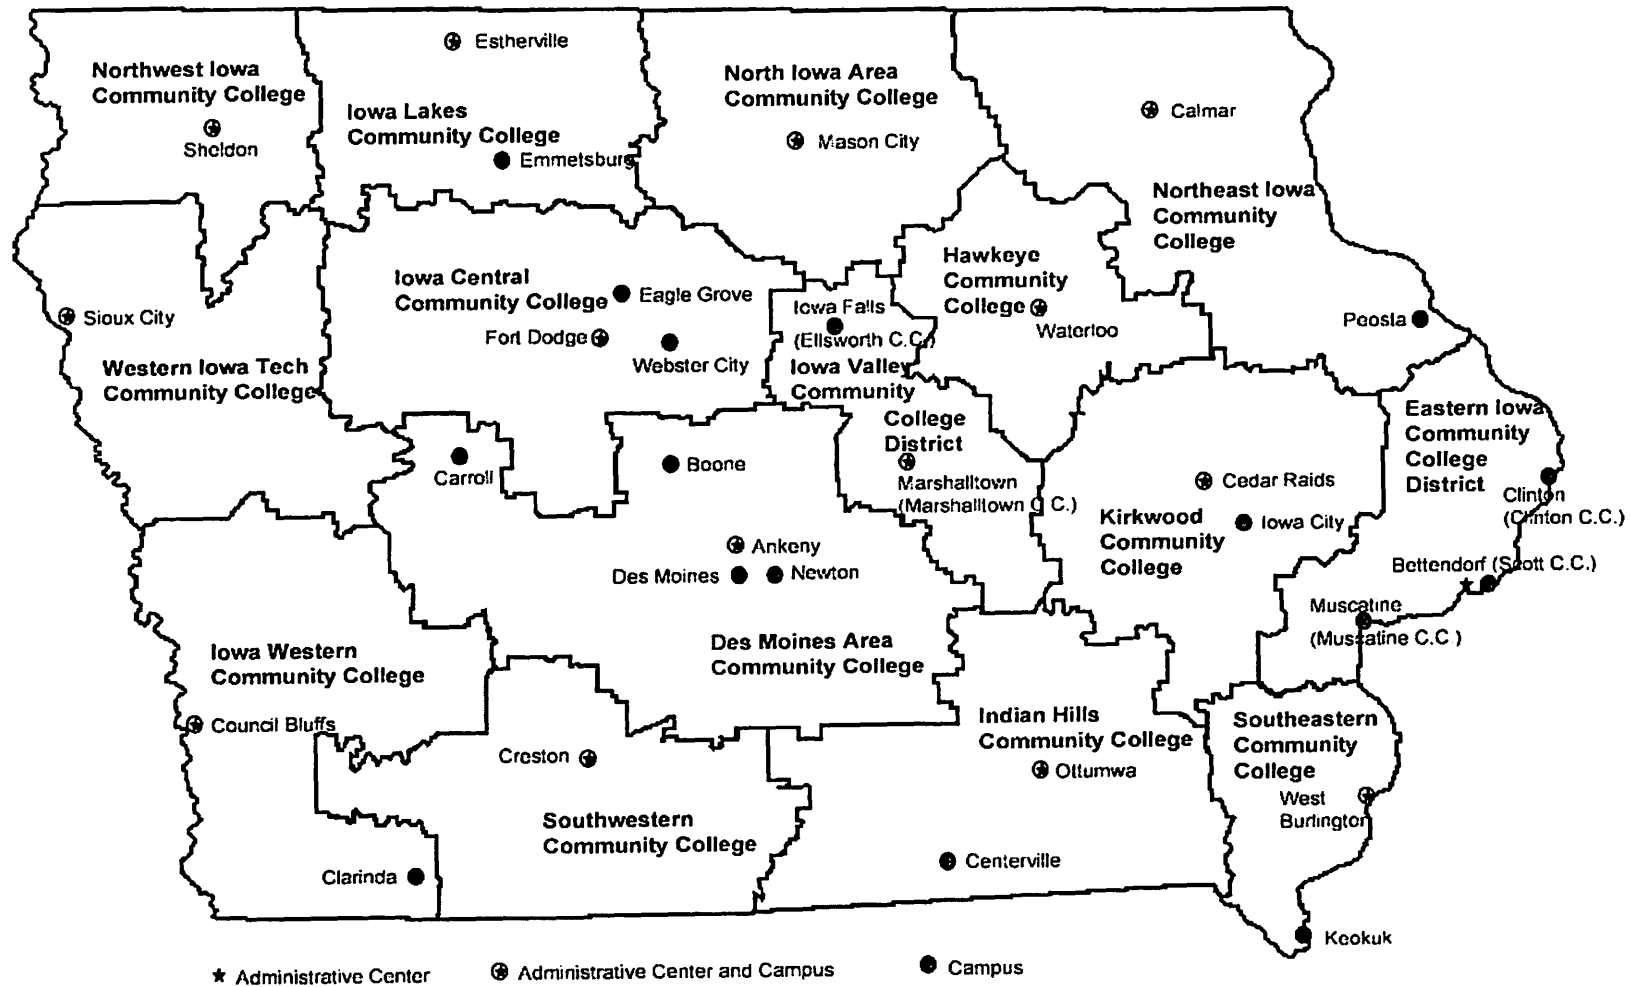 Estherville
Northwest Iowa
Community College
Sheldon
Iowa Lakes
Community College
Emmetsburg
North Iowa Area
Community College
Mason City
Calmar
Northeast Iowa
Community
College
Peosta
Sioux City
Western Iowa Tech
Community College
Iowa Central
Community College
Eagle Grove
Fort Dodge
Webster City
Iowa Falls
(Ellsworth C.C.)
Iowa Valley
Community
College
District
Marshalltown
(Marshalltown C C.)
Hawkeye
Community
College
Waterloo
Eastern Iowa
Community
College
District
Clinton
(Clinton C.C.)
Bettendorf (Scott C.C.)
Muscatine
(Muscatine C.C.)
Carroll
Boone
Ankeny
Des Moines
Newton
Des Moines Area
Community College
Cedar Raids
Iowa City
Kirkwood
Community
College
Iowa Western
Community College
Council Bluffs
Clarinda
Creston
Southwestern
Community College
Indian Hills
Community College
Ottumwa
Centerville
Southeastern
Community
College
West
Burlington
Keokuk
Administrative Center
Administrative Center and Campus
Campus